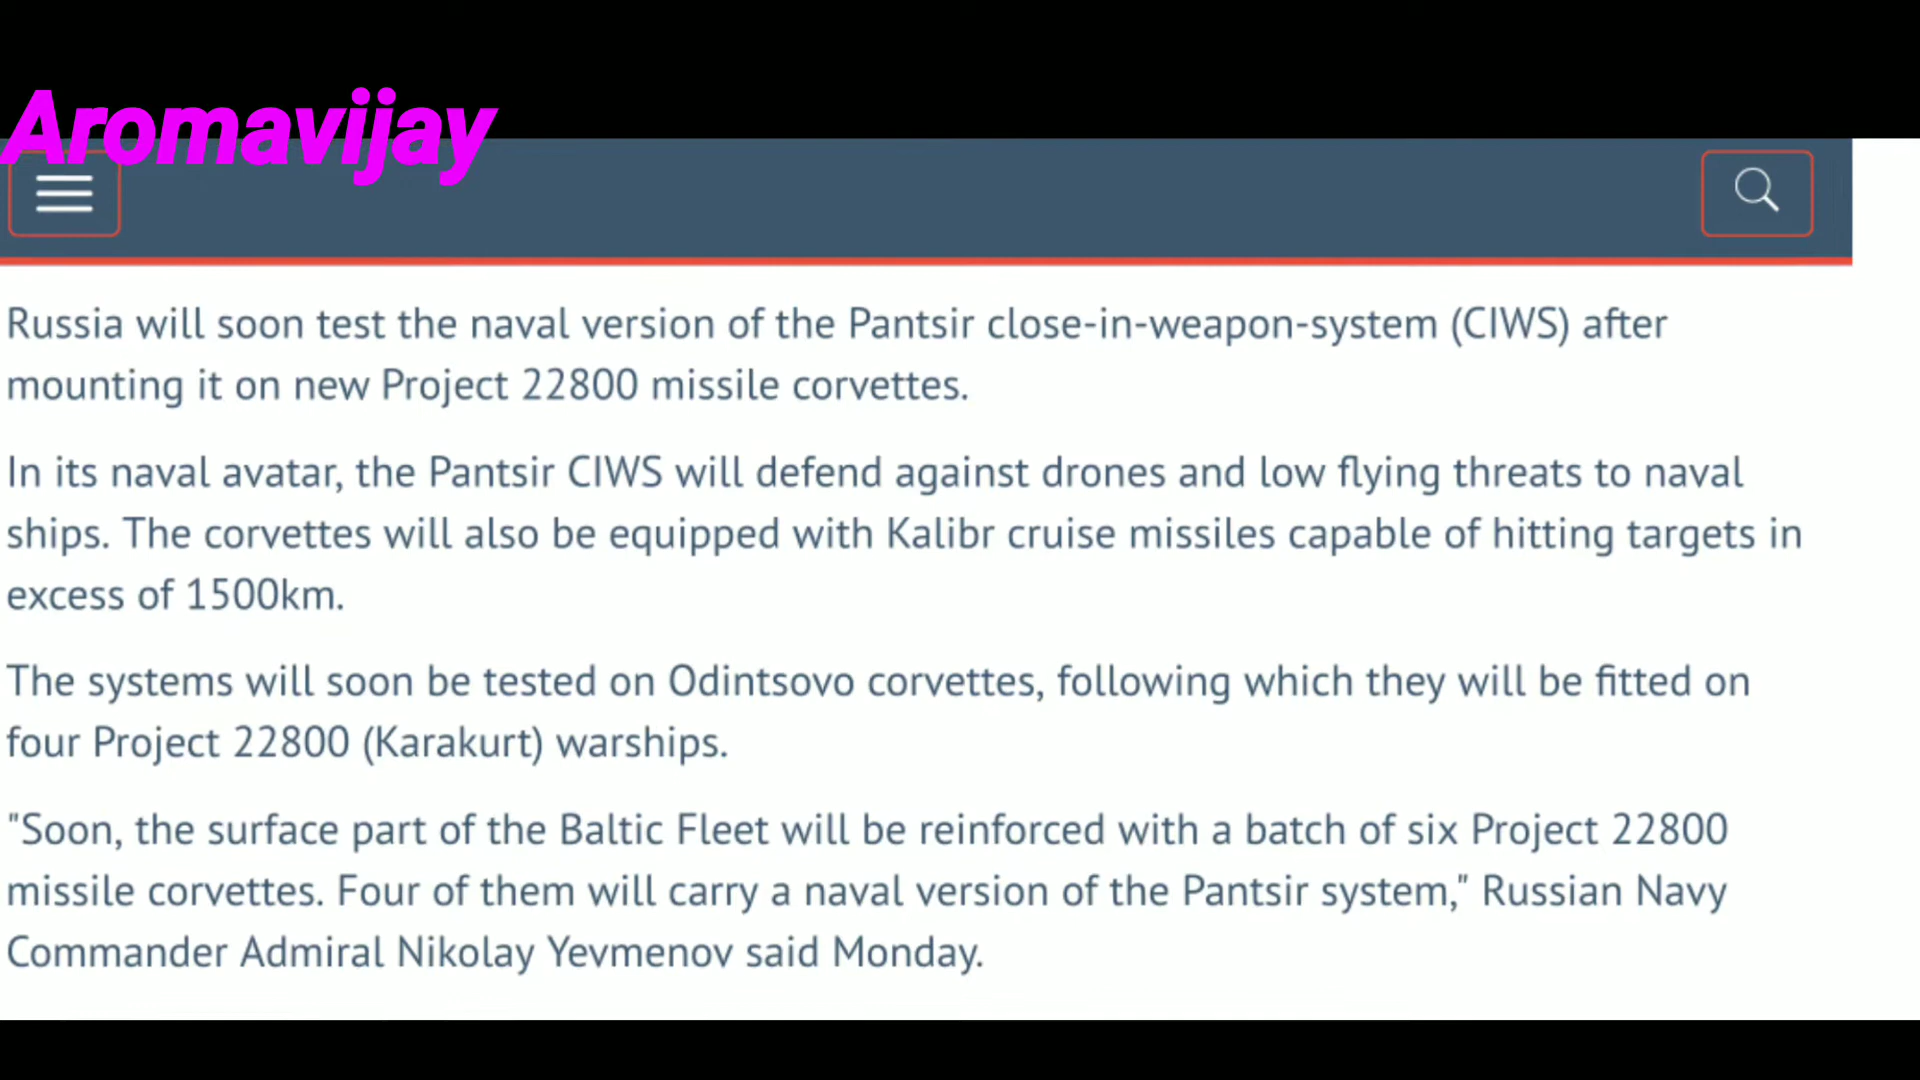 Aromavijay
Russia will soon test the naval version of the Pantsir close-in-weapon-system (CIWS) after
mounting it on new Project 22800 missile corvettes.
In its naval avatar, the Pantsir CIWS will defend against drones and low flying threats to naval
ships. The corvettes will also be equipped with Kalibr cruise missiles capable of hitting targets in
excess of 1500km.
The systems will soon be tested on Odintsovo corvettes, following which they will be fitted on
four Project 22800 (Karakurt) warships.
"Soon, the surface part of the Baltic Fleet will be reinforced with a batch of six Project 22800
missile corvettes. Four of them will carry a naval version of the Pantsir system," Russian Navy
Commander Admiral Nikolay Yevmenov said Monday.